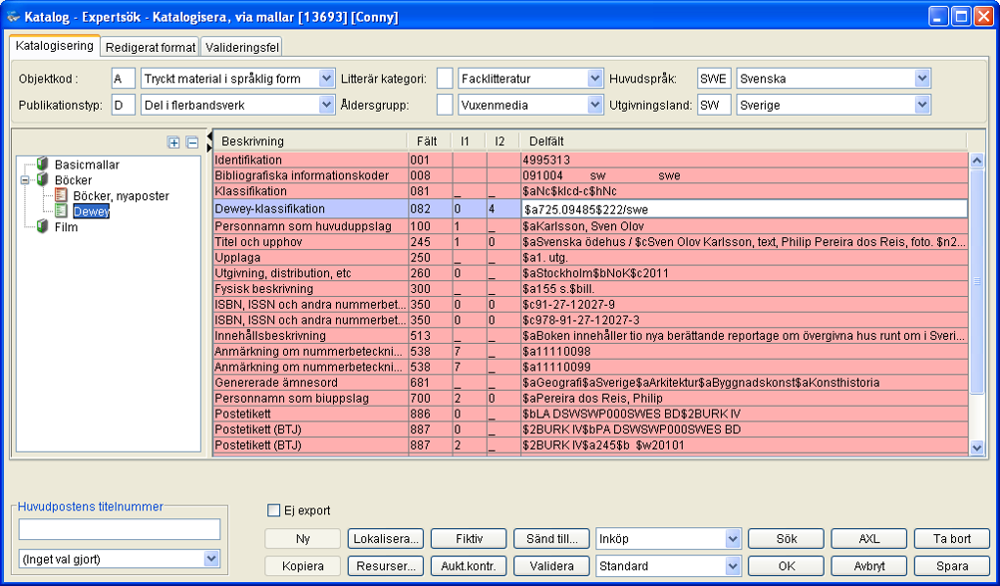 Katalog - Expertsök - Katalogisera, via mallar [13693] [Conny]
Katalogisering Redigerat format Valideringsfel
Objektkod : A Tryckt material i språklig form Litterär kategori: Facklitteratur Huvudspråk: SWE Svenska
Publikationstyp: D Del i flerbandsverk Åldersgrupp: Vuxenmedia Utgivningsland: SW Sverige
Basicmallar
Böcker
Böcker, nyaposter
Dewey
Film
Beskrivning Fält I1 I2 Delfält
Identifikation 001 4995313
Bibliografiska informationskoder 008 091004 sw swe
Klassifikation 081 _ _ $aNc$klcd-c$hNc
Dewey-klassifikation 082 0 4 $a725.09485$222/swe
Personnamn som huvuduppslag 100 1 _ $aKarlsson, Sven Olov
Titel och upphov 245 1 0 $aSvenska ödehus / $cSven Olov Karlsson, text, Philip Pereira dos Reis, foto. $n2...
Upplaga 250 _ _ $a1. utg.
Utgivning, distribution, etc 260 0 _ $aStockholm$bNoK$c2011
Fysisk beskrivning 300 _ _ $a155 s.$bill.
ISBN, ISSN och andra nummerbet... 350 0 0 $c91-27-12027-9
ISBN, ISSN och andra nummerbet... 350 0 0 $c978-91-27-12027-3
Innehållsbeskrivning 513 _ _ $aBoken innehåller tio nya berättande reportage om övergivna hus runt om i Sveri...
Anmärkning om nummerbeteckni... 538 7 _ $a11110098
Anmärkning om nummerbeteckni... 538 7 _ $a11110099
Genererade ämnesord 681 _ _ $aGeografi$aSverige$aArkitektur$aByggnadskonst$aKonsthistoria
Personnamn som biuppslag 700 2 0 $aPereira dos Reis, Philip
Postetikett 886 0 _ $bLA DSWSWP000SWES BD$2BURK IV
Postetikett (BTJ) 887 0 _ $2BURK IV$bPA DSWSWP000SWES BD
Postetikett (BTJ) 887 2 _ $2BURK IV$a245$b $w20101
Huvudpostens titelnummer
(Inget val gjort)
Ej export
Ny Lokalisera... Fiktiv Sänd till... Inköp Sök AXL Ta bort
Kopiera Resurser... Aukt.kontr. Validera Standard OK Avbryt Spara